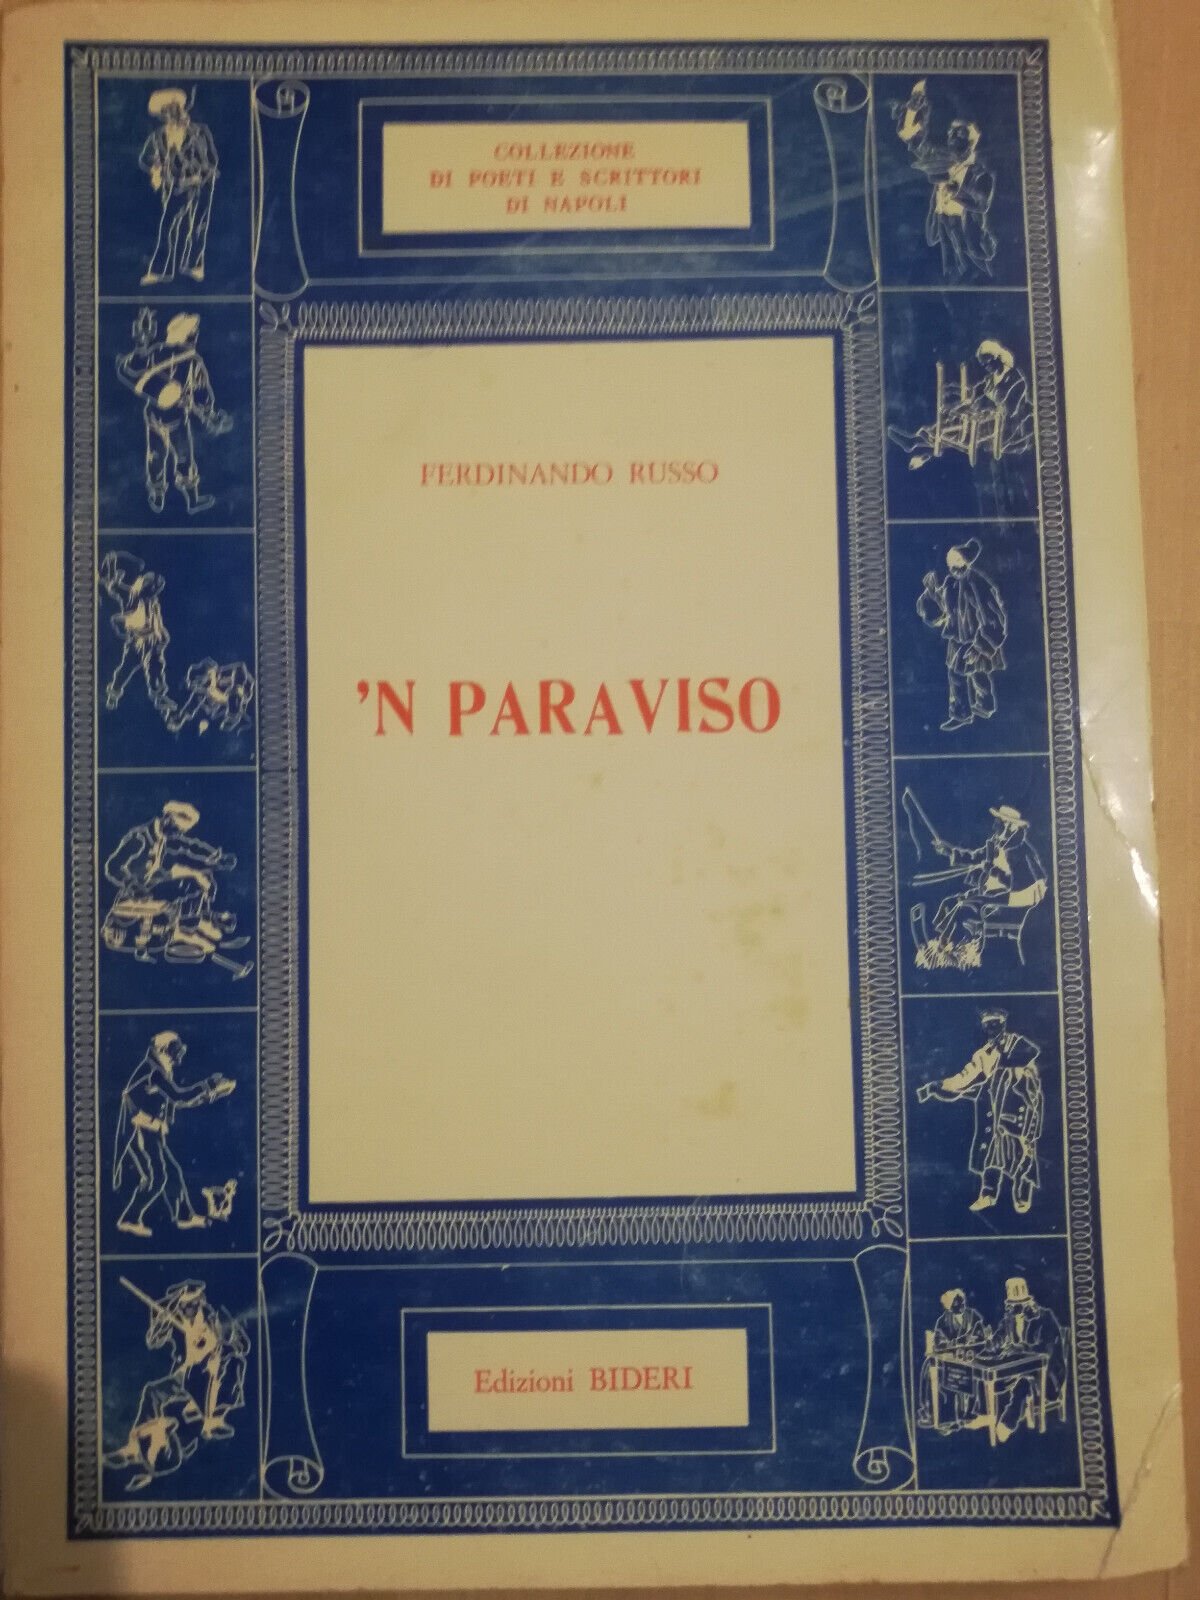 COLLEZIONE
DI POETI E SCRITTORI
DI NAPOLI
FERDINANDO RUSSO
'N PARAVISO
Edizioni BIDERI